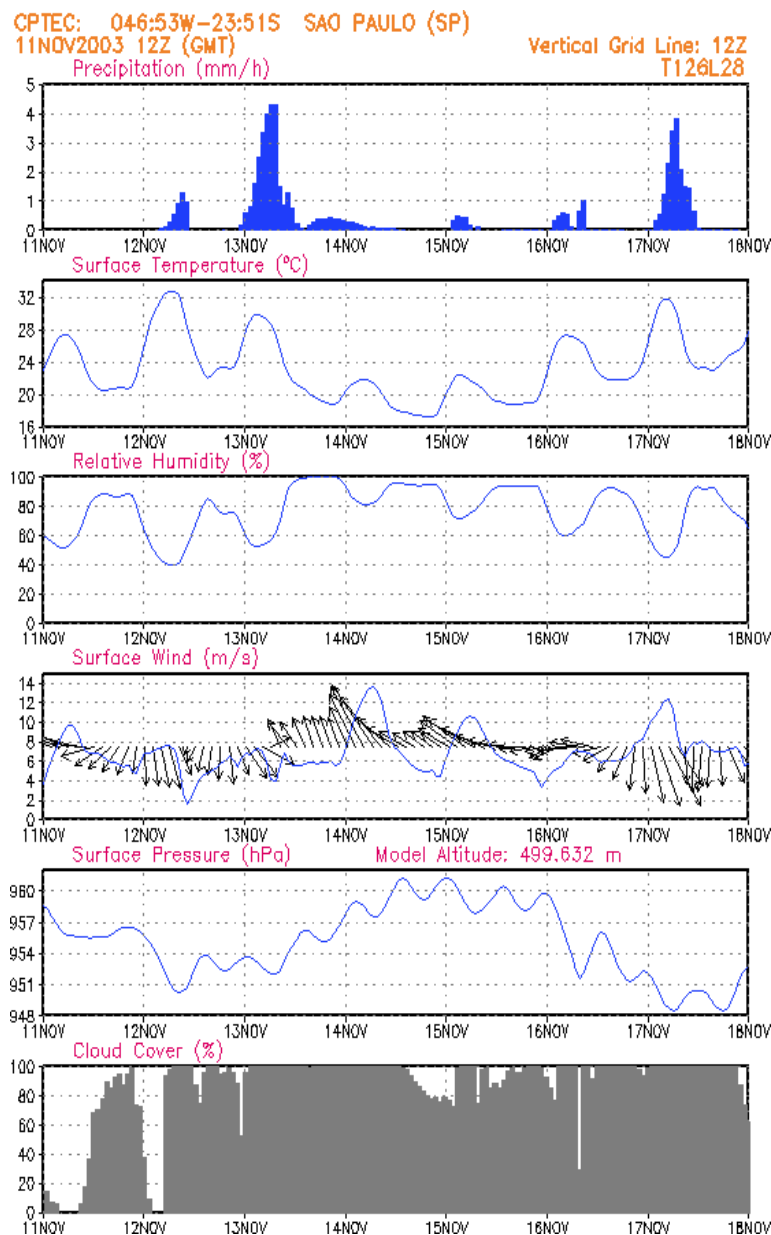 CPTEC: 046:53W-23:51S SAO PAULO (SP)
11NOV2003 12Z (GMT) Vertical Grid Line: 12Z
Precipitation (mm/h) T126L28
5
4
3
2
1
0
11NOV 12NOV 13NOV 14NOV 15NOV 16NOV 17NOV 18NOV
Surface Temperature (ºC)
32
28
24
20
16
11NOV 12NOV 13NOV 14NOV 15NOV 16NOV 17NOV 18NOV
Relative Humidity (%)
100
80
60
40
20
0
11NOV 12NOV 13NOV 14NOV 15NOV 16NOV 17NOV 18NOV
Surface Wind (m/s)
14
12
10
8
6
4
2
0
11NOV 12NOV 13NOV 14NOV 15NOV 16NOV 17NOV 18NOV
Surface Pressure (hPa) Model Altitude: 499.632 m
960
957
954
951
948
11NOV 12NOV 13NOV 14NOV 15NOV 16NOV 17NOV 18NOV
Cloud Cover (%)
100
80
60
40
20
0
11NOV 12NOV 13NOV 14NOV 15NOV 16NOV 17NOV 18NOV